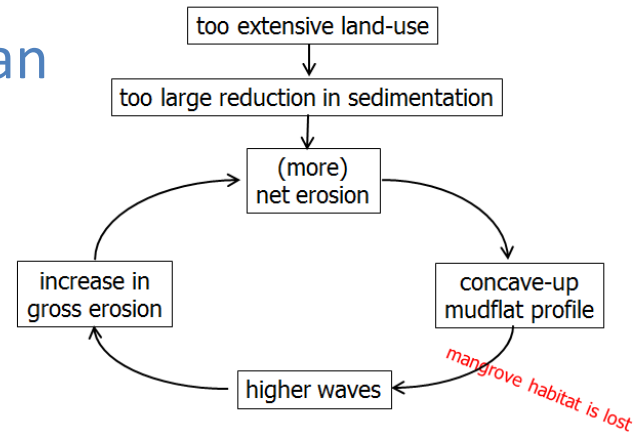 an
too extensive land-use
too large reduction in sedimentation
(more)
net erosion
increase in
gross erosion
concave-up
mudflat profile
mangrove habitat is lost
higher waves